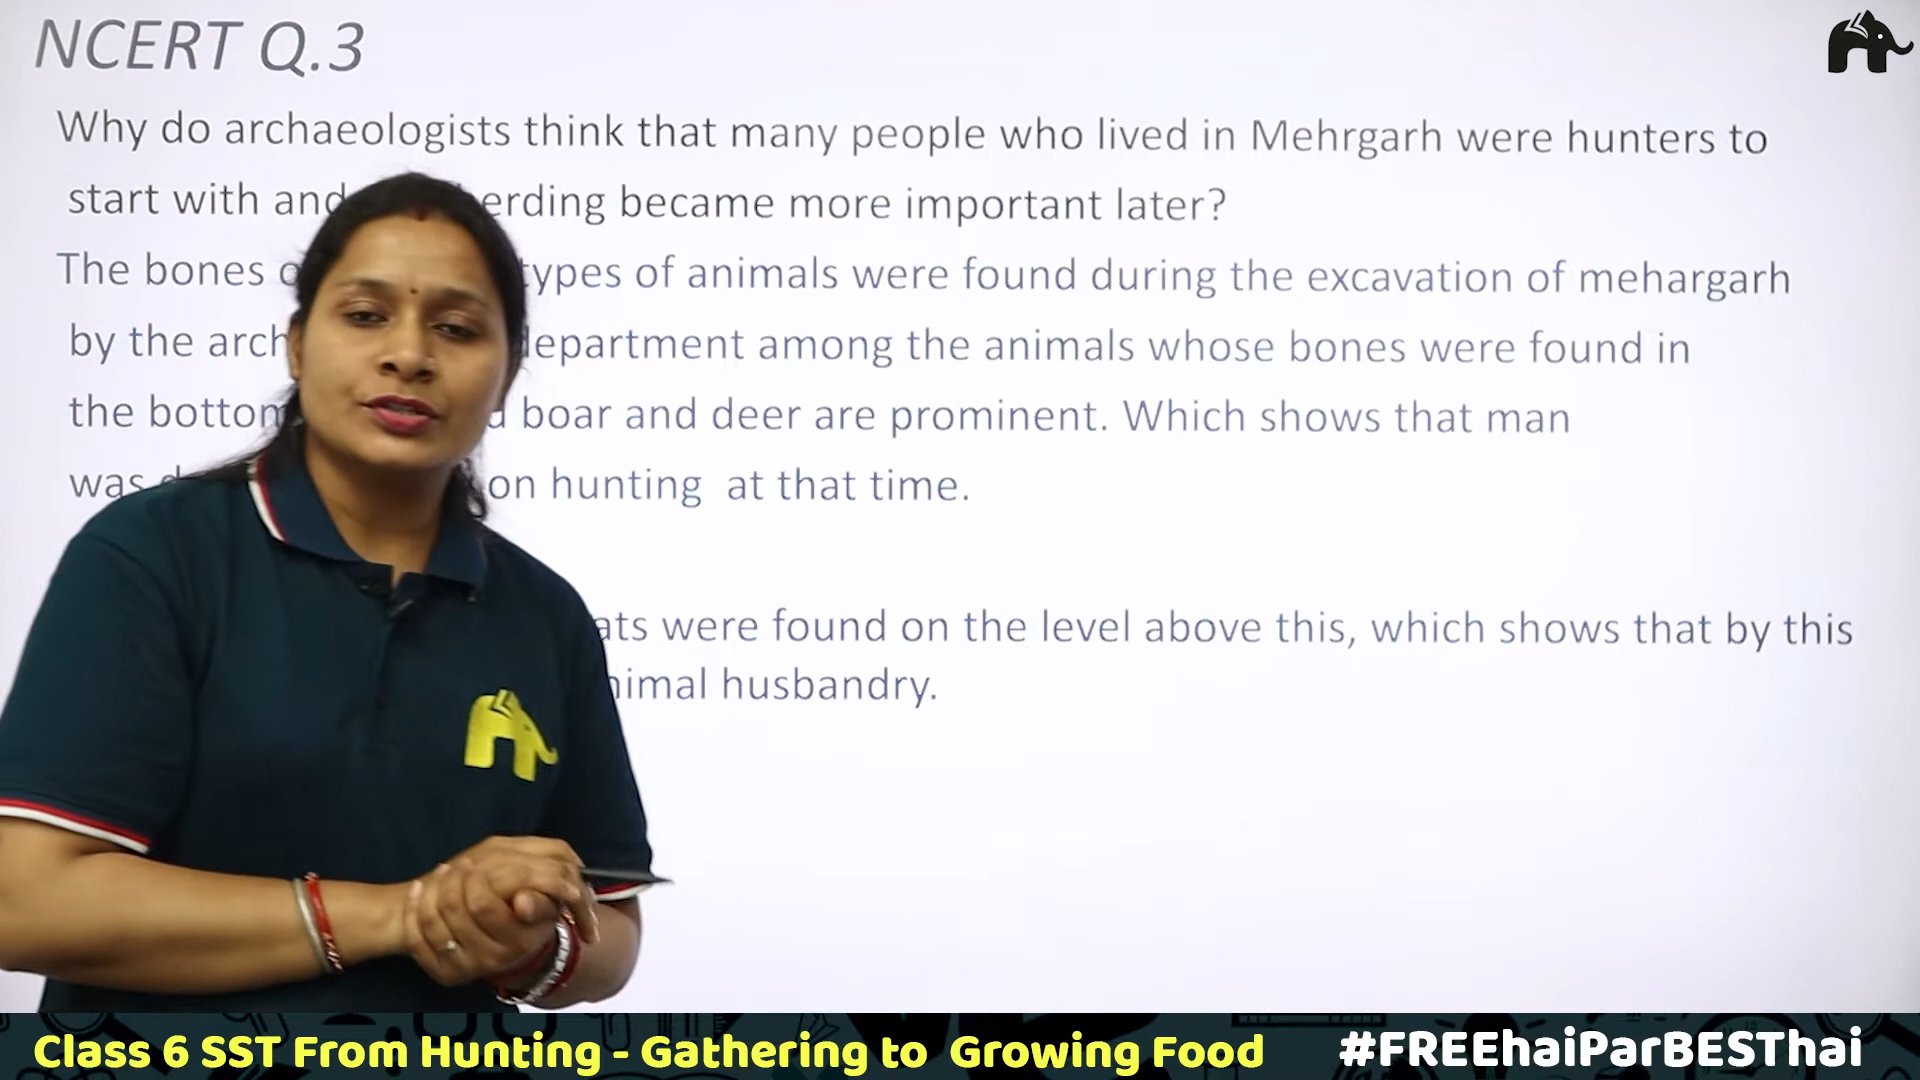 NCERT Q.3
Why do archaeologists think that many people who lived in Mehrgarh were hunters to
start with and erding became more important later?
The bones types of animals were found during the excavation of mehargarh
by the arch department among the animals whose bones were found in
the bottom boar and deer are prominent. Which shows that man
was on hunting at that time.
ats were found on the level above this, which shows that by this
nimal husbandry.
Class 6 SST From Hunting - Gathering to Growing Food
#FREEhaiParBESThai